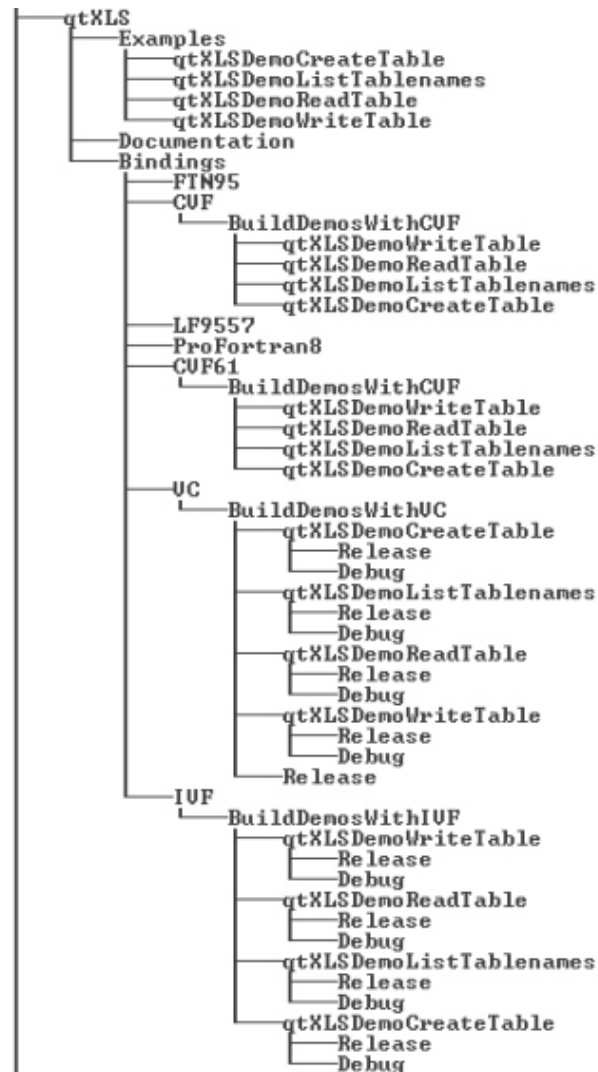 qtXLS
Examples
qtXLSDemoCreateTable
qtXLSDemoListTablenames
qtXLSDemoReadTable
qtXLSDemoWriteTable
Documentation
Bindings
FTN95
CVF
BuildDemosWithCVF
qtXLSDemoWriteTable
qtXLSDemoReadTable
qtXLSDemoListTablenames
qtXLSDemoCreateTable
LF9557
ProFortran8
CVF61
BuildDemosWithCVF
qtXLSDemoWriteTable
qtXLSDemoReadTable
qtXLSDemoListTablenames
qtXLSDemoCreateTable
VC
BuildDemosWithVC
qtXLSDemoCreateTable
Release
Debug
qtXLSDemoListTablenames
Release
Debug
qtXLSDemoReadTable
Release
Debug
qtXLSDemoWriteTable
Release
Debug
Release
IVF
BuildDemosWithIVF
qtXLSDemoWriteTable
Release
Debug
qtXLSDemoReadTable
Release
Debug
qtXLSDemoListTablenames
Release
Debug
qtXLSDemoCreateTable
Release
Debug